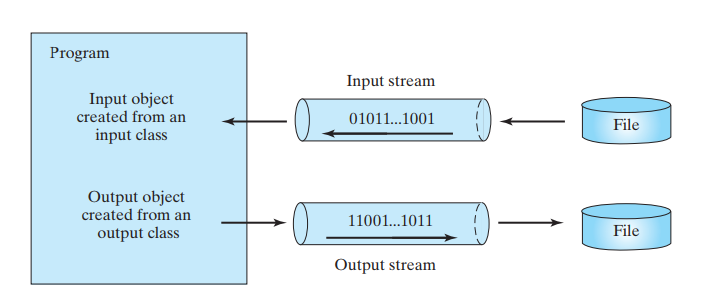 Program
Input stream
Input object
created from an
input class
01011...1001
File
Output object
created from an
output class
11001...1011
File
Output stream